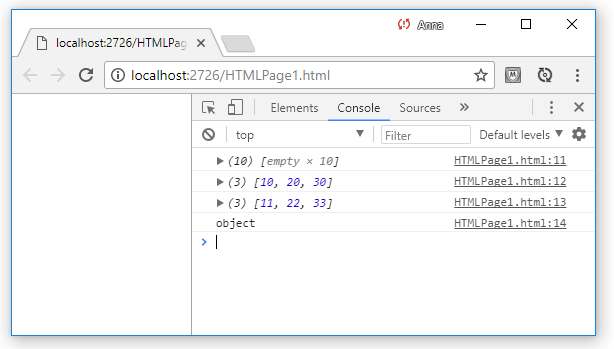 Anna
localhost:2726/HTMLPag
localhost:2726/HTMLPage1.html
Elements Console Sources
top Filter Default levels
(10) [empty × 10] HTMLPage1.html:11
(3) [10, 20, 30] HTMLPage1.html:12
(3) [11, 22, 33] HTMLPage1.html:13
object HTMLPage1.html:14